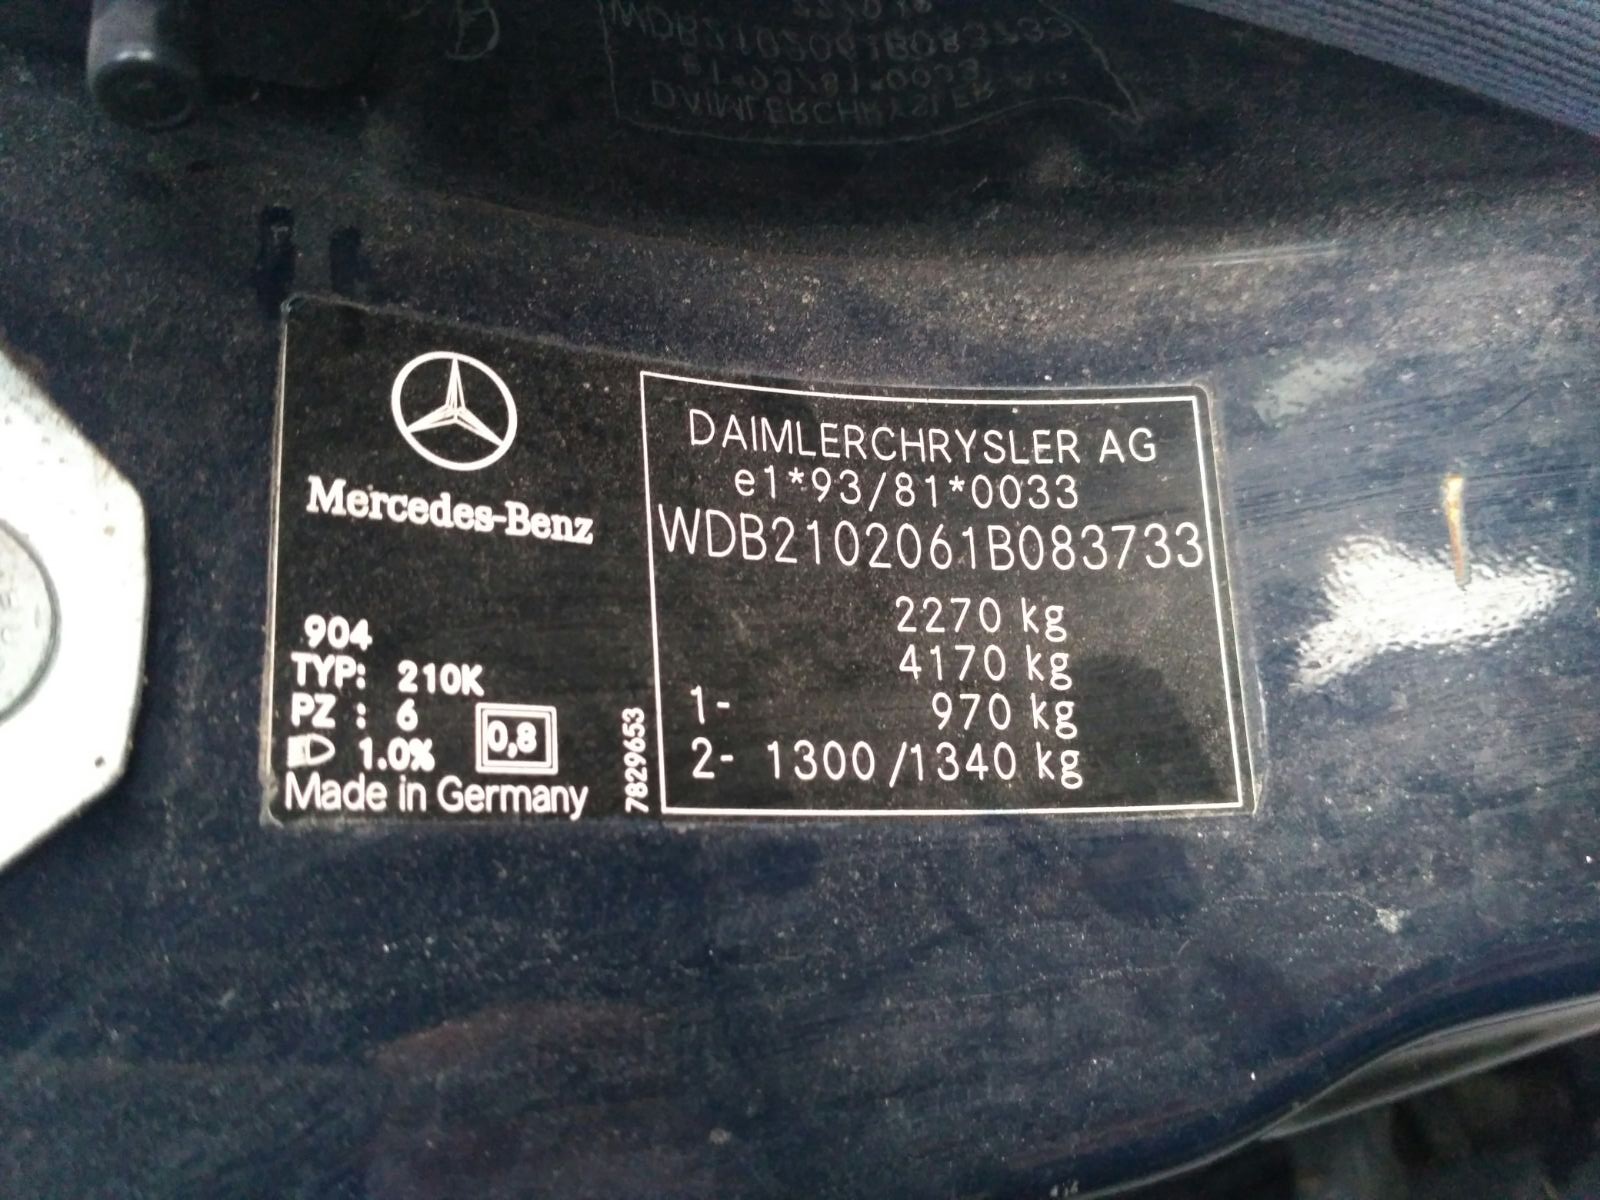 Mercedes-Benz
904
TYP: 210K
PZ : 6
1.0% 0,8
Made in Germany
7829653
DAIMLERCHRYSLER AG
e1*93/81*0033
WDB2102061B083733
2270 kg
4170 kg
1- 970 kg
2- 1300/1340 kg